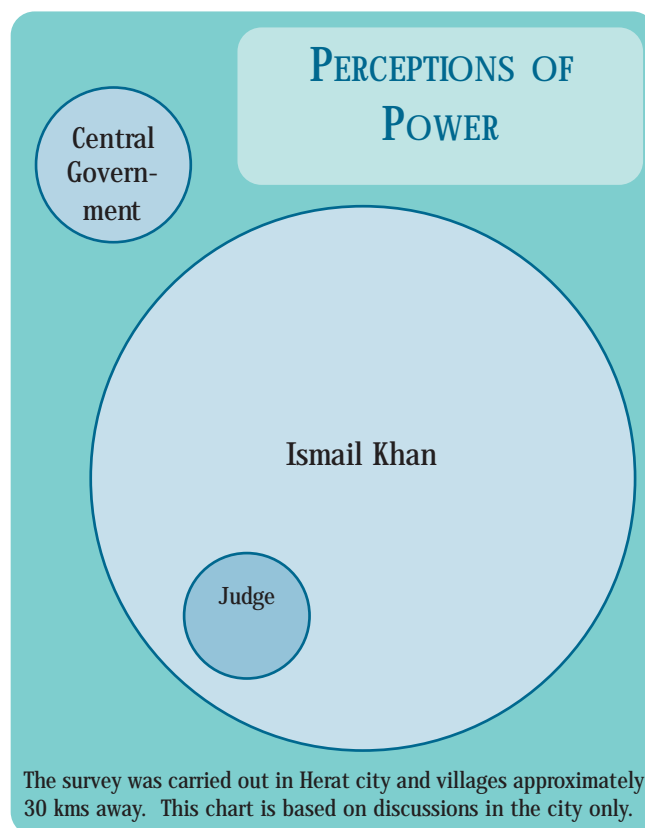 PERCEPTIONS OF
POWER
Central
Govern-
ment
Ismail Khan
Judge
The survey was carried out in Herat city and villages approximately
30 kms away.  This chart is based on discussions in the city only.